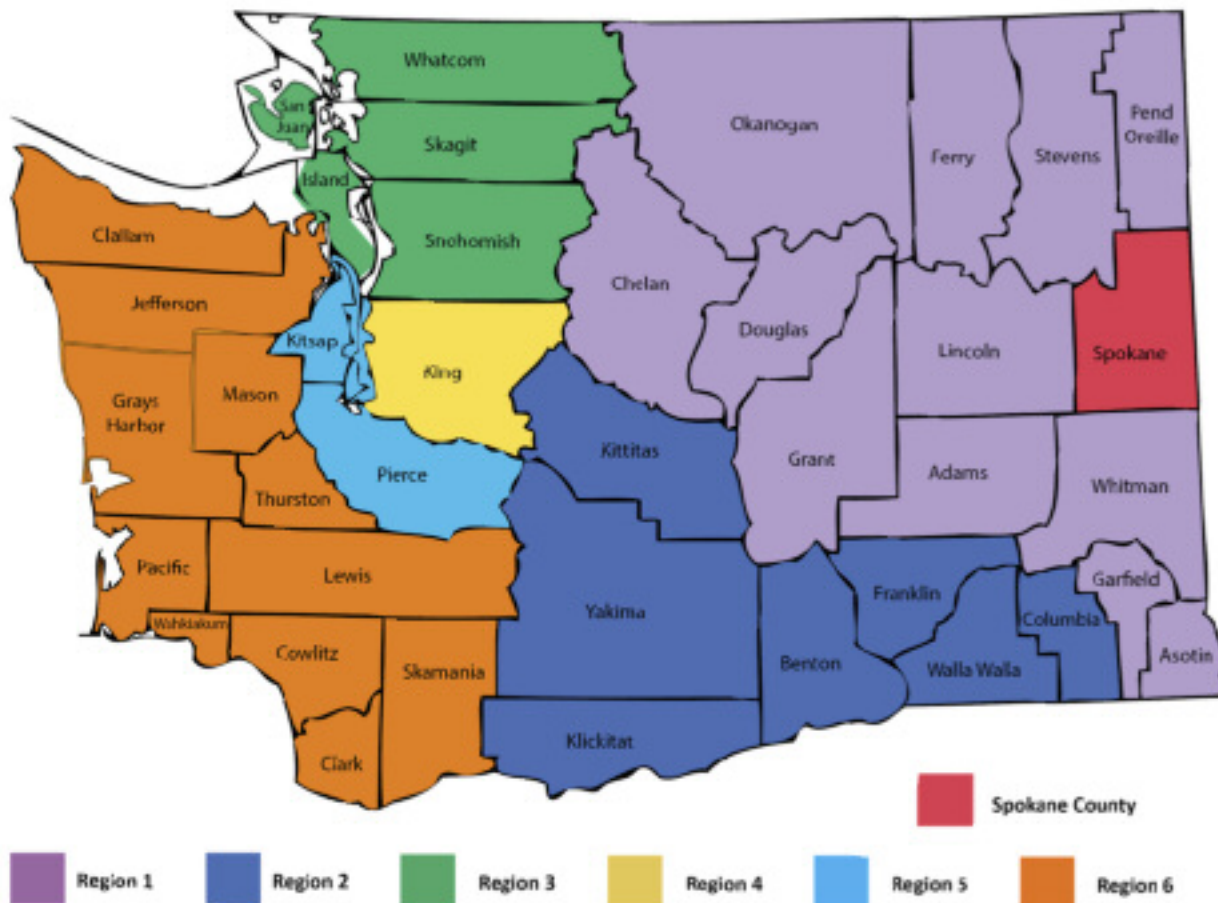 Whatcom
San
Juan
Skagit
Island
Snohomish
Okanogan
Ferry
Stevens
Pend
Oreille
Clallam
Jefferson
Kitsap
Chelan
Douglas
Lincoln
Spokane
King
Mason
Grays
Harbor
Kittitas
Grant
Adams
Whitman
Pierce
Thurston
Pacific
Lewis
Yakima
Franklin
Garfield
Columbia
Wahkiakum
Cowlitz
Skamania
Benton
Walla Walla
Asotin
Klickitat
Clark
Spokane County
Region 1
Region 2
Region 3
Region 4
Region 5
Region 6